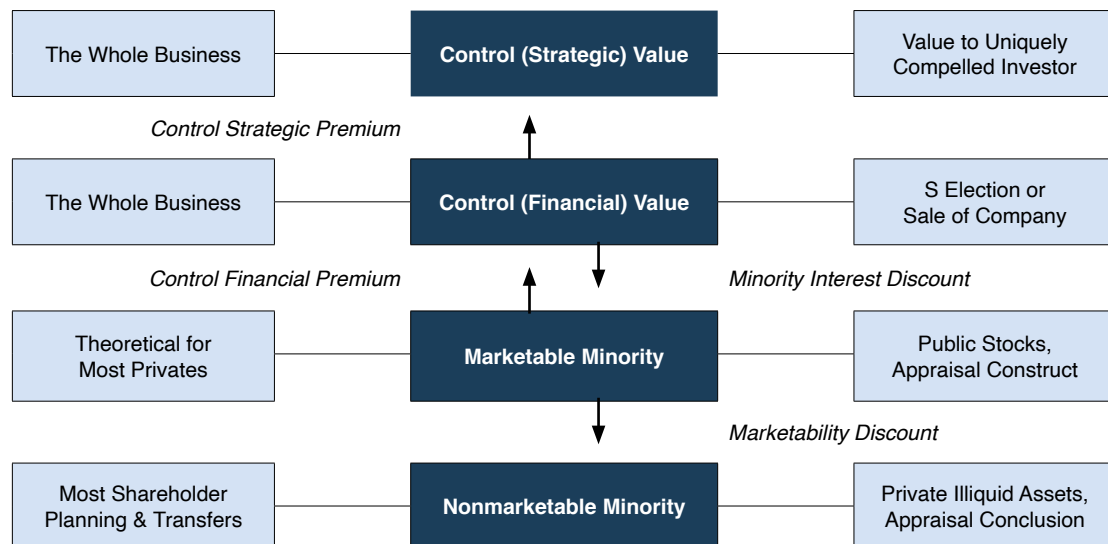 The Whole Business
Control (Strategic) Value
Value to Uniquely
Compelled Investor
Control Strategic Premium
The Whole Business
Control (Financial) Value
S Election or
Sale of Company
Control Financial Premium
Minority Interest Discount
Theoretical for
Most Privates
Marketable Minority
Public Stocks,
Appraisal Construct
Marketability Discount
Most Shareholder
Planning & Transfers
Nonmarketable Minority
Private Illiquid Assets,
Appraisal Conclusion